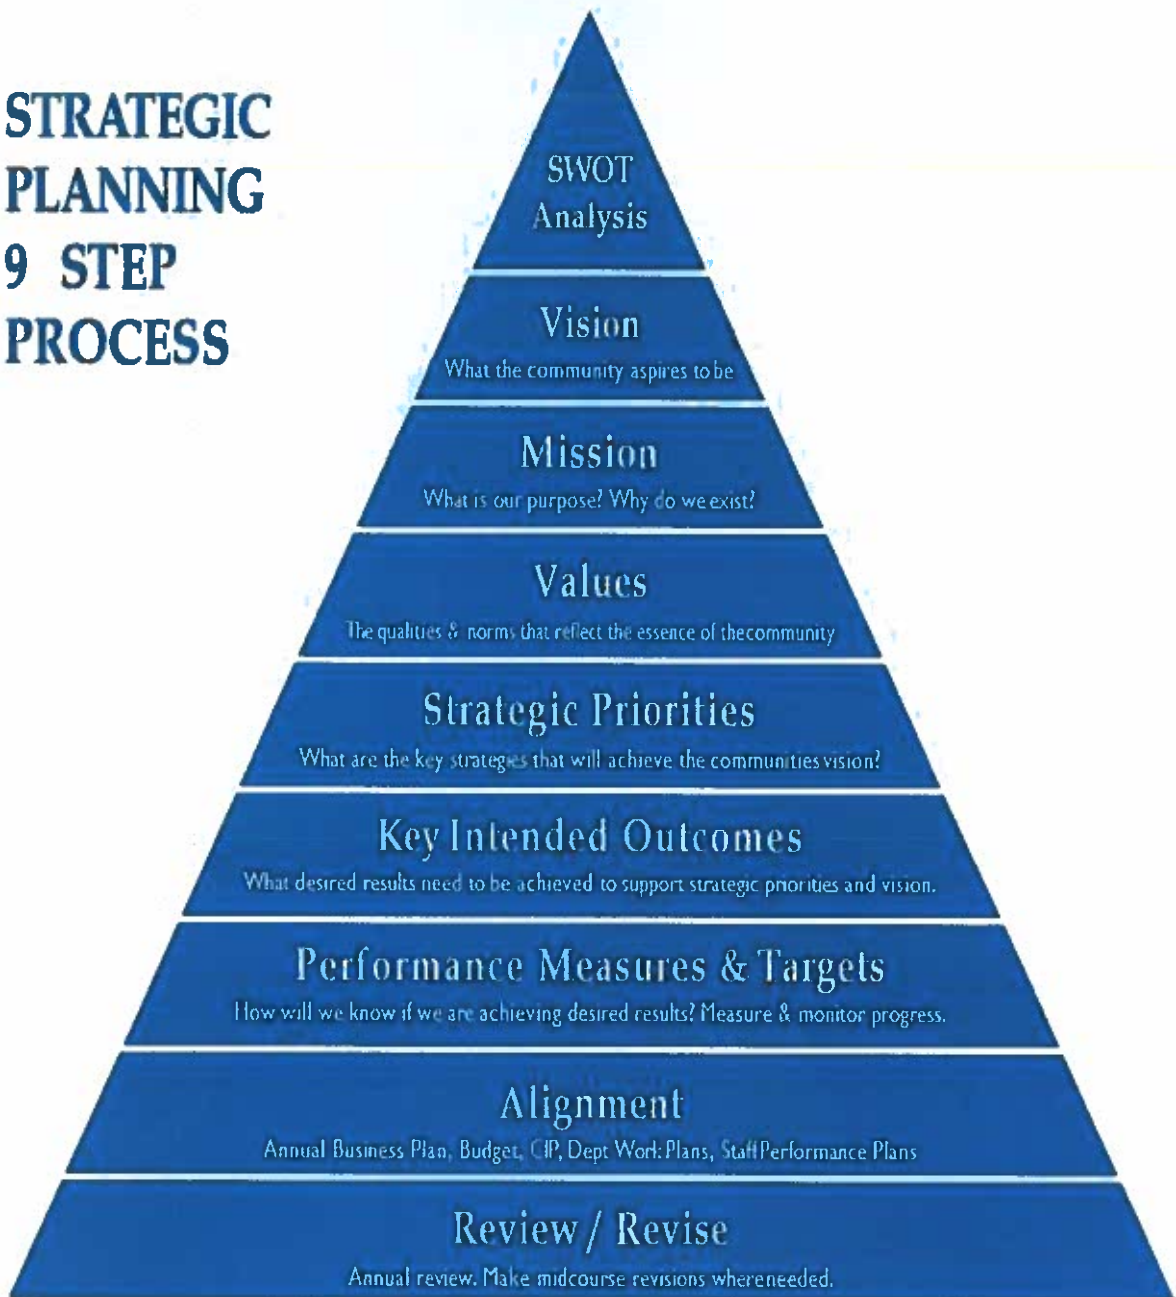 STRATEGIC
PLANNING
9 STEP
PROCESS
SWOT
Analysis
Vision
What the community aspires to be
Mission
What is our purpose? Why do we exist?
Values
The qualities & norms that reflect the essence of thecommunity
Strategic Priorities
What are the key strategies that will achieve the communities vision?
Key Intended Outcomes
What desired results need to be achieved to support strategic priorities and vision.
Performance Measures & Targets
How will we know if we are achieving desired results? Measure & monitor progress.
Alignment
Annual Business Plan, Budget, CIP, Dept Work Plans, Staff Performance Plans
Review / Revise
Annual review. Make midcourse revisions whereneeded.